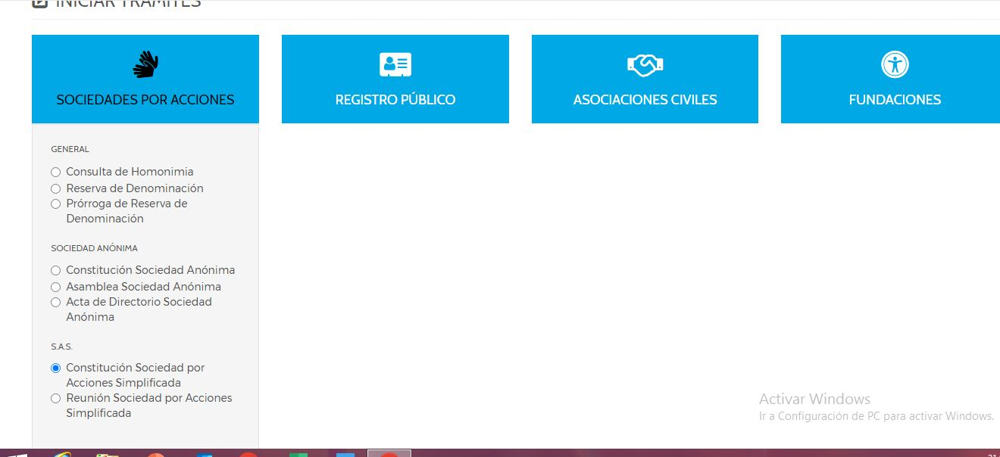 INICIAR TRÁMITES
SOCIEDADES POR ACCIONES
REGISTRO PÚBLICO
ASOCIACIONES CIVILES
FUNDACIONES
GENERAL
Consulta de Homonimia
Reserva de Denominación
Prórroga de Reserva de
Denominación
SOCIEDAD ANÓNIMA
Constitución Sociedad Anónima
Asamblea Sociedad Anónima
Acta de Directorio Sociedad
Anónima
S.A.S.
Constitución Sociedad por
Acciones Simplificada
Reunión Sociedad por Acciones
Simplificada
Activar Windows
Ir a Configuración de PC para activar Windows.